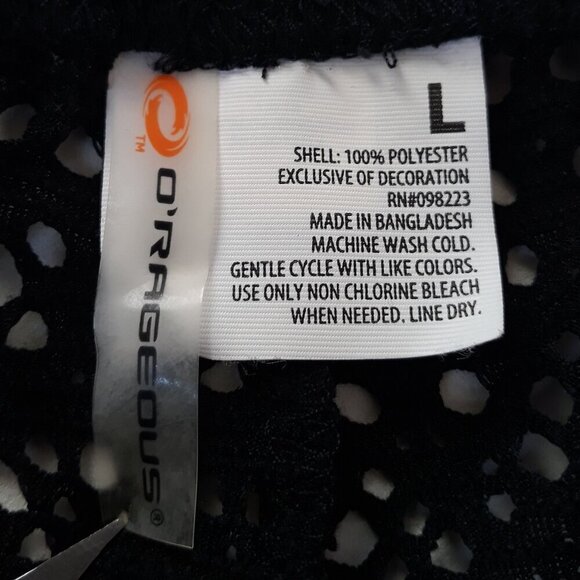 L
SHELL: 100% POLYESTER
EXCLUSIVE OF DECORATION
RN#098223
MADE IN BANGLADESH
MACHINE WASH COLD.
GENTLE CYCLE WITH LIKE COLORS.
USE ONLY NON CHLORINE BLEACH
WHEN NEEDED. LINE DRY.
TM
O'RAGEOUS®